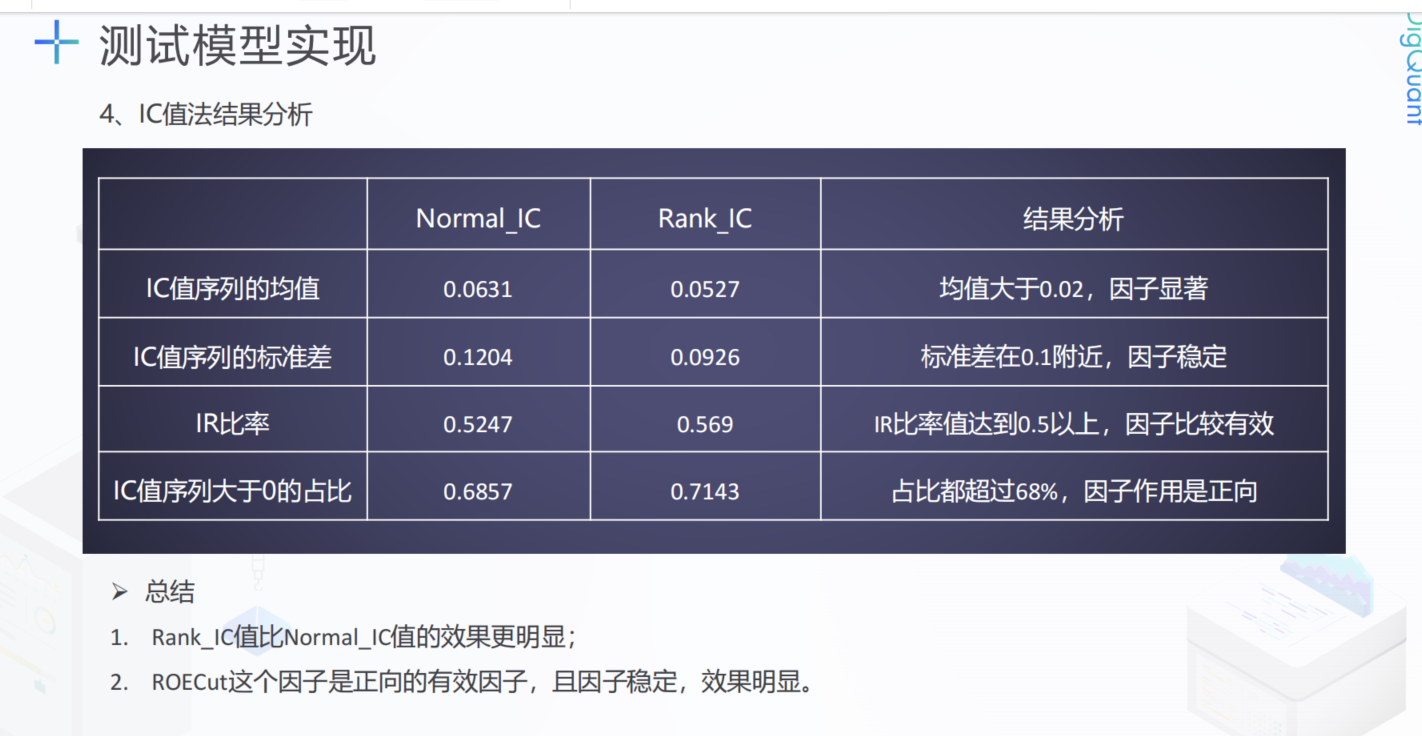 测试模型实现
DigQuant
4、IC值法结果分析
Normal_IC Rank_IC 结果分析
IC值序列的均值 0.0631 0.0527 均值大于0.02，因子显著
IC值序列的标准差 0.1204 0.0926 标准差在0.1附近，因子稳定
IR比率 0.5247 0.569 IR比率值达到0.5以上，因子比较有效
IC值序列大于0的占比 0.6857 0.7143 占比都超过68%，因子作用是正向
➢ 总结
1. Rank_IC值比Normal_IC值的效果更明显；
2. ROECut这个因子是正向的有效因子，且因子稳定，效果明显。